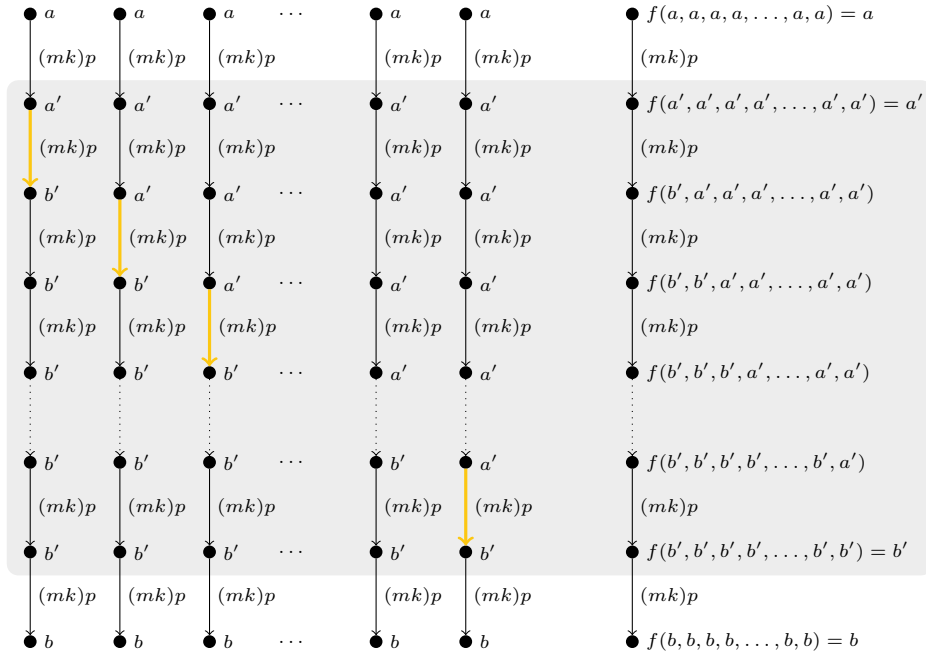 a a a ⋯ a a f(a, a, a, a, . . . , a, a) = a
(mk)p (mk)p (mk)p (mk)p (mk)p (mk)p
a′ a′ a′ ⋯ a′ a′ f(a′, a′, a′, a′, . . . , a′, a′) = a′
(mk)p (mk)p (mk)p (mk)p (mk)p (mk)p
b′ a′ a′ ⋯ a′ a′ f(b′, a′, a′, a′, . . . , a′, a′)
(mk)p (mk)p (mk)p (mk)p (mk)p (mk)p
b′ b′ a′ ⋯ a′ a′ f(b′, b′, a′, a′, . . . , a′, a′)
(mk)p (mk)p (mk)p (mk)p (mk)p (mk)p
b′ b′ b′ ⋯ a′ a′ f(b′, b′, b′, a′, . . . , a′, a′)
b′ b′ b′ ⋯ b′ a′ f(b′, b′, b′, b′, . . . , b′, a′)
(mk)p (mk)p (mk)p (mk)p (mk)p (mk)p
b′ b′ b′ ⋯ b′ b′ f(b′, b′, b′, b′, . . . , b′, b′) = b′
(mk)p (mk)p (mk)p (mk)p (mk)p (mk)p
b b b ⋯ b b f(b, b, b, b, . . . , b, b) = b